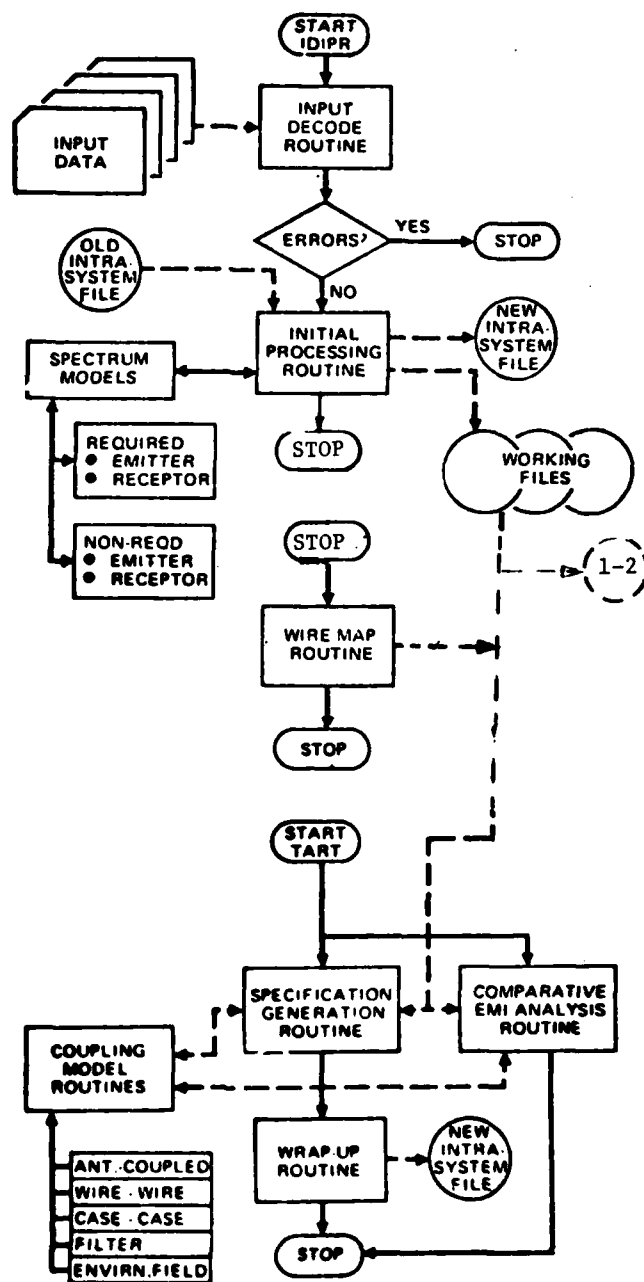 START
IDIPR
INPUT
DECODE
ROUTINE
INPUT
DATA
ERRORS?
YES
STOP
NO
OLD
INTRA-
SYSTEM
FILE
INITIAL
PROCESSING
ROUTINE
NEW
INTRA-
SYSTEM
FILE
SPECTRUM
MODELS
STOP
WORKING
FILES
REQUIRED
● EMITTER
● RECEPTOR
NON-REQD
● EMITTER
● RECEPTOR
STOP
1-2
WIRE MAP
ROUTINE
STOP
START
TART
SPECIFICATION
GENERATION
ROUTINE
COMPARATIVE
EMI ANALYSIS
ROUTINE
COUPLING
MODEL
ROUTINES
WRAP-UP
ROUTINE
NEW
INTRA-
SYSTEM
FILE
ANT.-COUPLED
WIRE - WIRE
CASE - CASE
FILTER
ENVIRN. FIELD
STOP